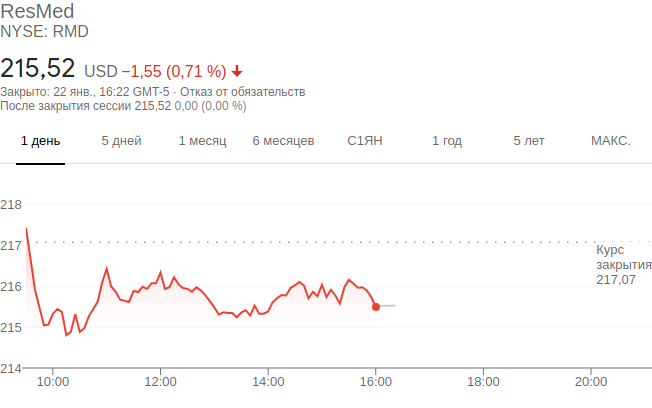 ResMed
NYSE: RMD
215,52 USD −1,55 (0,71 %)
Закрыто: 22 янв., 16:22 GMT-5 · Отказ от обязательств
После закрытия сессии 215,52 0,00 (0,00 %)
1 день 5 дней 1 месяц 6 месяцев С1ЯН 1 год 5 лет МАКС.
218
217
216
215
214
Курс
закрытия
217,07
10:00 12:00 14:00 16:00 18:00 20:00